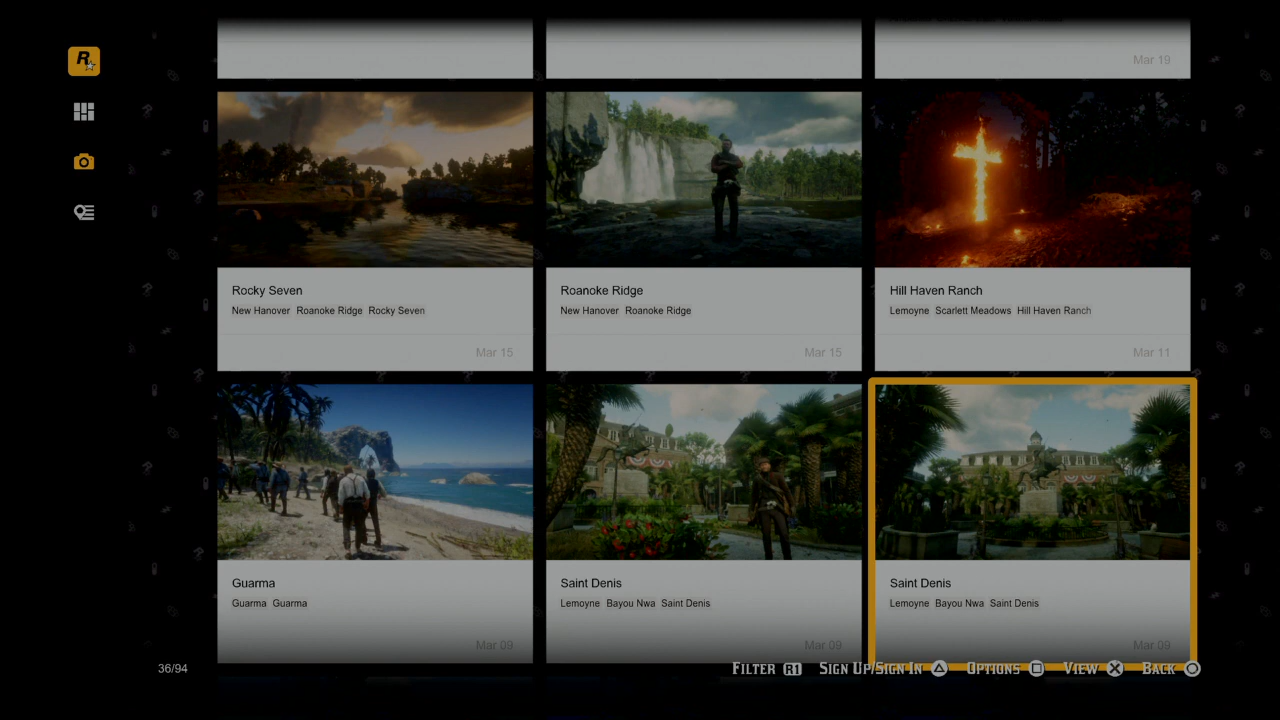 R
Mar 19
Rocky Seven
New Hanover Roanoke Ridge Rocky Seven
Mar 15
Roanoke Ridge
New Hanover Roanoke Ridge
Mar 15
Hill Haven Ranch
Lemoyne Scarlett Meadows Hill Haven Ranch
Mar 11
Guarma
Guarma Guarma
Mar 09
Saint Denis
Lemoyne Bayou Nwa Saint Denis
Mar 09
Saint Denis
Lemoyne Bayou Nwa Saint Denis
Mar 09
36/94
FILTER R1 SIGN UP/SIGN IN OPTIONS VIEW BACK